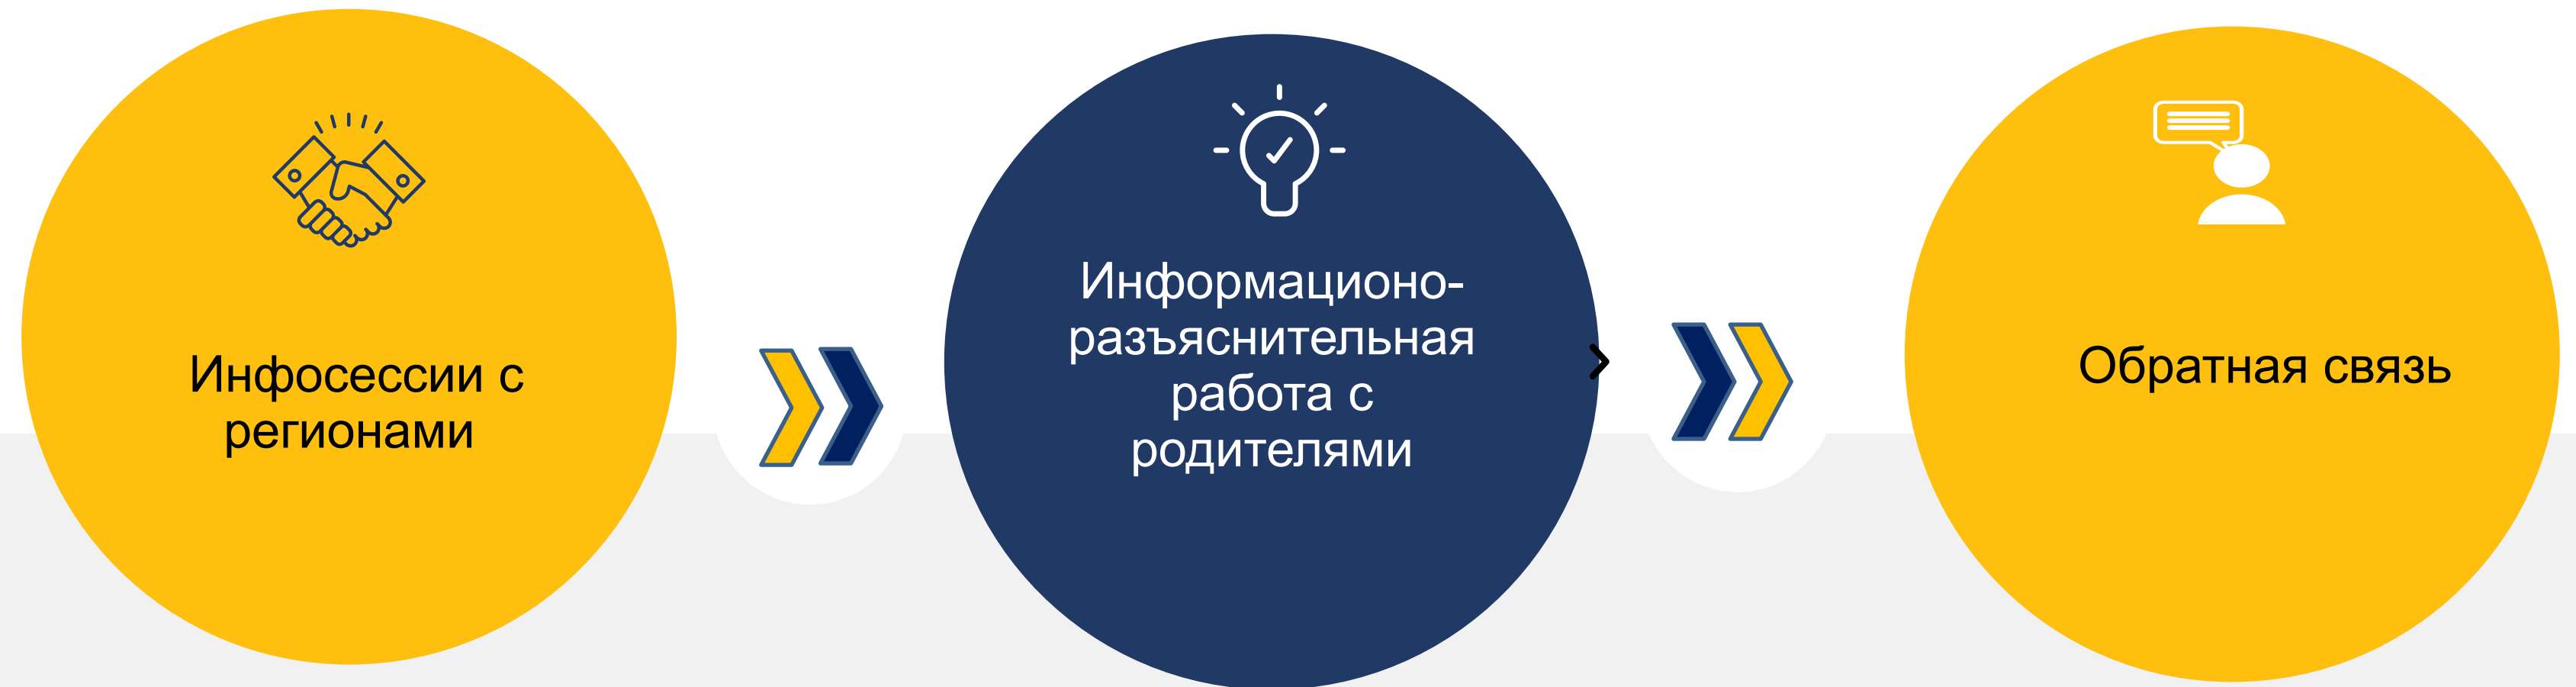 Инфосессии с
регионами
Информационо-
разъяснительная
работа с
родителями
Обратная связь